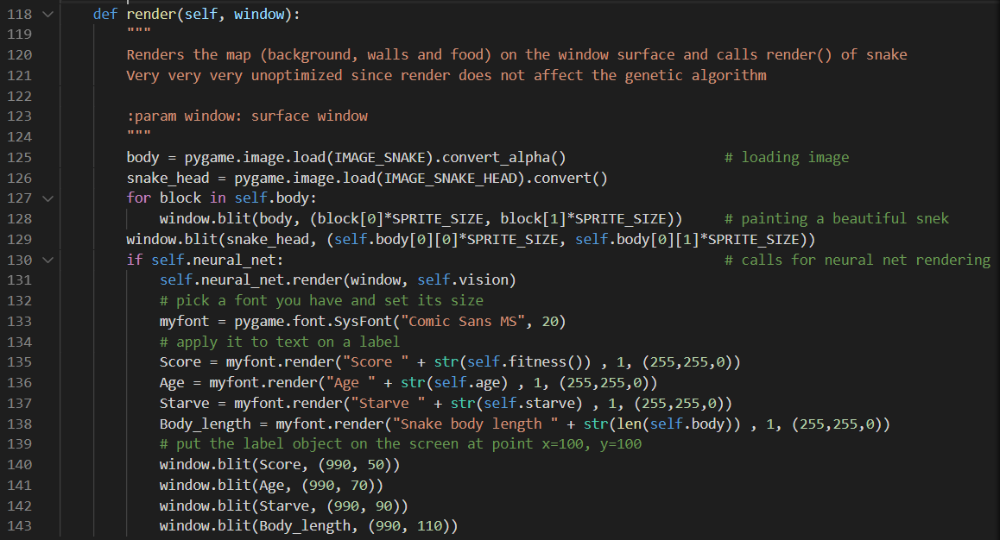 118 def render(self, window):
119 """
120 Renders the map (background, walls and food) on the window surface and calls render() of snake
121 Very very very unoptimized since render does not affect the genetic algorithm
122
123 :param window: surface window
124 """
125 body = pygame.image.load(IMAGE_SNAKE).convert_alpha() # loading image
126 snake_head = pygame.image.load(IMAGE_SNAKE_HEAD).convert()
127 for block in self.body:
128 window.blit(body, (block[0]*SPRITE_SIZE, block[1]*SPRITE_SIZE)) # painting a beautiful snek
129 window.blit(snake_head, (self.body[0][0]*SPRITE_SIZE, self.body[0][1]*SPRITE_SIZE))
130 if self.neural_net: # calls for neural net rendering
131 self.neural_net.render(window, self.vision)
132 # pick a font you have and set its size
133 myfont = pygame.font.SysFont("Comic Sans MS", 20)
134 # apply it to text on a label
135 Score = myfont.render("Score " + str(self.fitness()) , 1, (255,255,0))
136 Age = myfont.render("Age " + str(self.age) , 1, (255,255,0))
137 Starve = myfont.render("Starve " + str(self.starve) , 1, (255,255,0))
138 Body_length = myfont.render("Snake body length " + str(len(self.body)) , 1, (255,255,0))
139 # put the label object on the screen at point x=100, y=100
140 window.blit(Score, (990, 50))
141 window.blit(Age, (990, 70))
142 window.blit(Starve, (990, 90))
143 window.blit(Body_length, (990, 110))